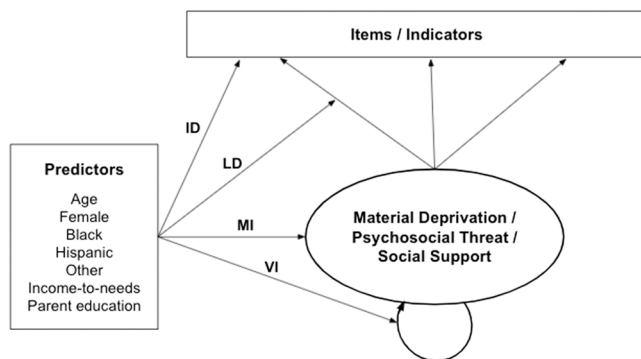 Items / Indicators
ID
LD
Predictors
Age
Female
Black
Hispanic
Other
Income-to-needs
Parent education
MI
VI
Material Deprivation /
Psychosocial Threat /
Social Support